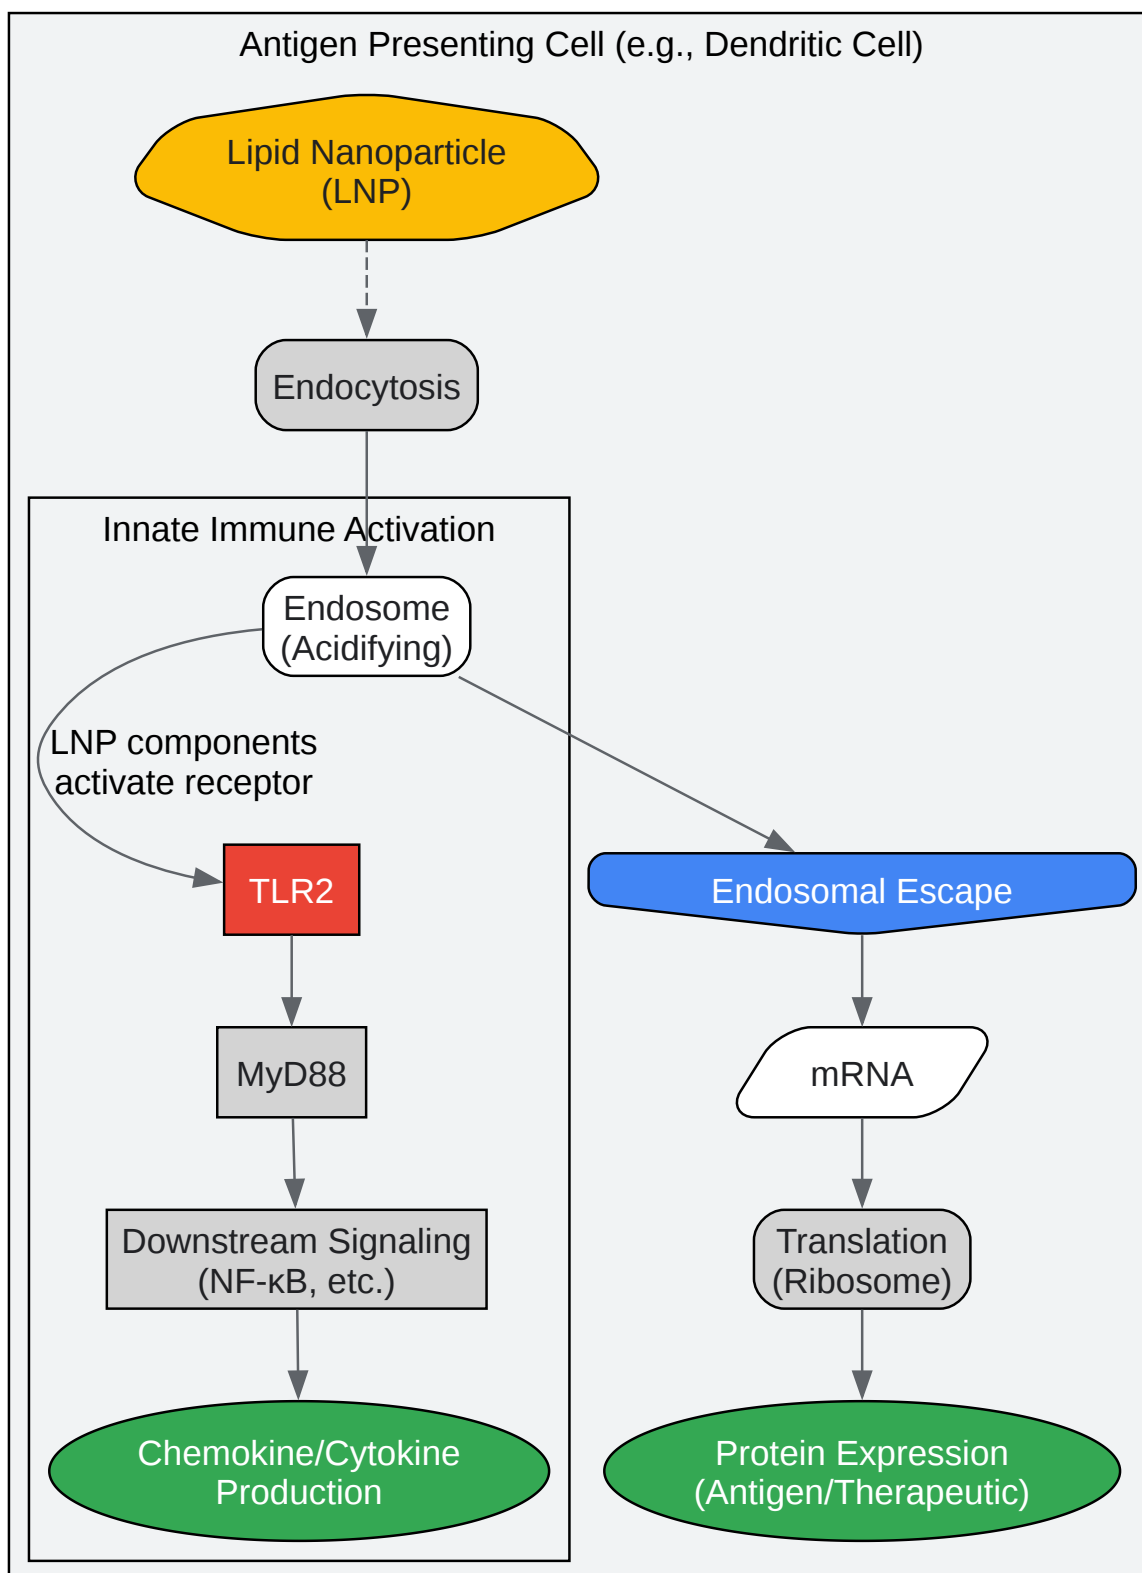 Antigen Presenting Cell (e.g., Dendritic Cell)
Lipid Nanoparticle
(LNP)
Endocytosis
Innate Immune Activation
Endosome
(Acidifying)
LNP components
activate receptor
TLR2
Endosomal Escape
MyD88
mRNA
Downstream Signaling
(NF-κB, etc.)
Translation
(Ribosome)
Chemokine/Cytokine
Production
Protein Expression
(Antigen/Therapeutic)